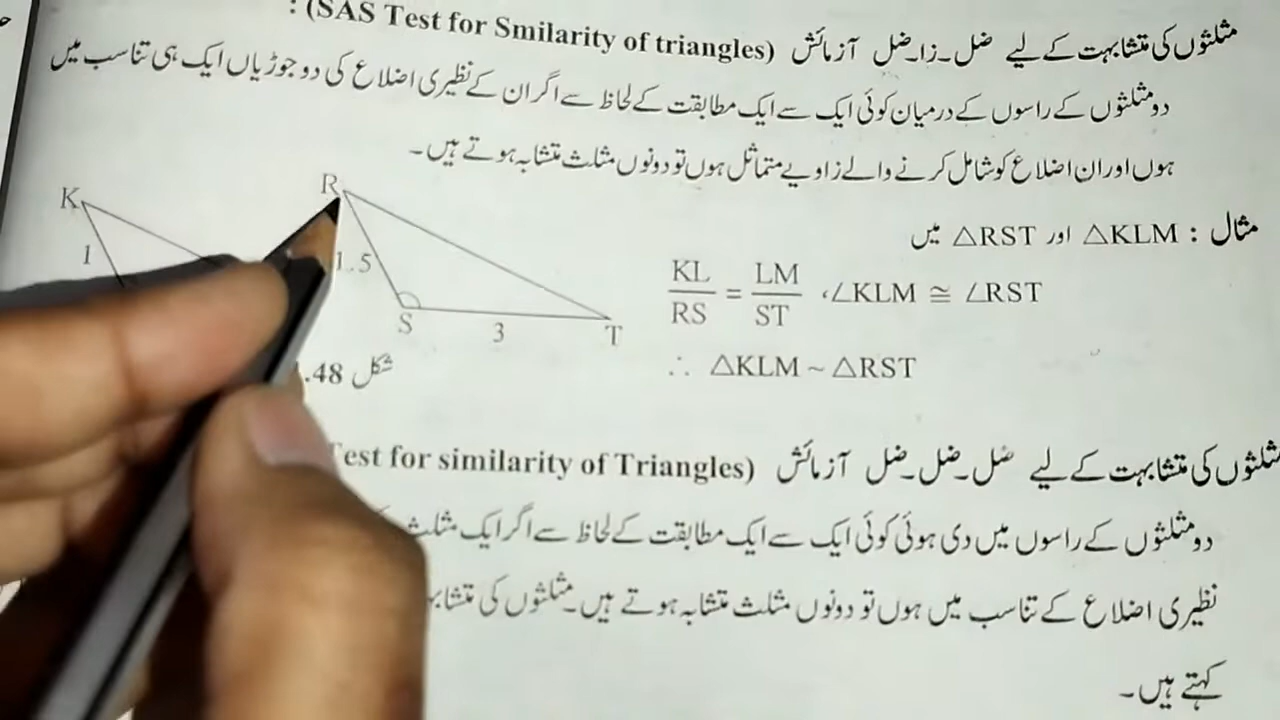 مثلثوں کی متشابہت کے لیے ضل۔زا۔ضل آزمائش (SAS Test for Smilarity of triangles) :
دو مثلثوں کے راسوں کے درمیان کوئی ایک سے ایک مطابقت کے لحاظ سے اگر ان کے نظیری اضلاع کی دو جوڑیاں ایک ہی تناسب میں
ہوں اور ان اضلاع کو شامل کرنے والے زاویے متماثل ہوں تو دونوں مثلث متشابہ ہوتے ہیں۔
مثال : △KLM اور △RST میں
KL/RS = LM/ST ، ∠KLM ≅ ∠RST
∴ △KLM ~ △RST
K
1
R
1.5
S
3
T
شکل .48
مثلثوں کی متشابہت کے لیے ضل۔ضل۔ضل آزمائش Test for similarity of Triangles)
دو مثلثوں کے راسوں میں دی ہوئی کوئی ایک سے ایک مطابقت کے لحاظ سے اگر ایک مثلث
نظیری اضلاع کے تناسب میں ہوں تو دونوں مثلث متشابہ ہوتے ہیں۔ مثلثوں کی
کہتے ہیں۔